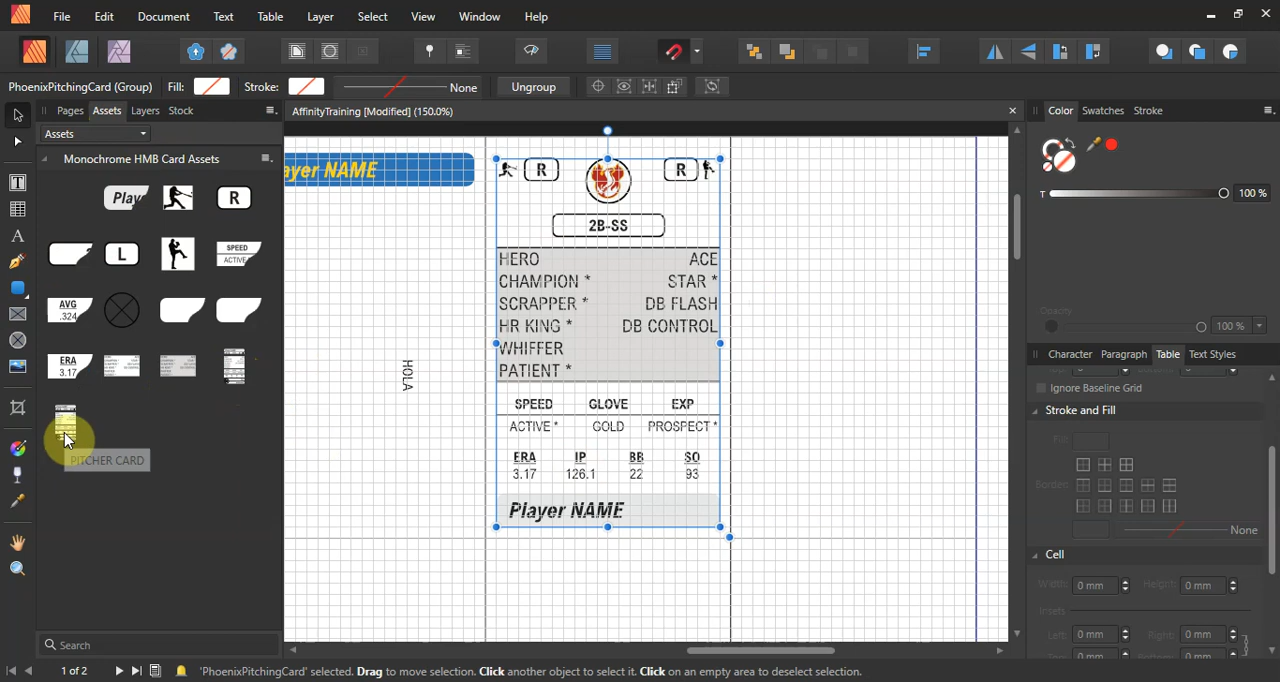 File Edit Document Text Table Layer Select View Window Help
PhoenixPitchingCard (Group) Fill: Stroke: None Ungroup
Pages Assets Layers Stock
AffinityTraining [Modified] (150.0%)
Color Swatches Stroke
Assets
Monochrome HMB Card Assets
Play
R
L
SPEED
ACTIVE
AVG
.324
ERA
3.17
PITCHER CARD
Search
ayer NAME
HOLA
R R
2B-SS
HERO ACE
CHAMPION * STAR *
SCRAPPER * DB FLASH
HR KING * DB CONTROL
WHIFFER
PATIENT *
SPEED GLOVE EXP
ACTIVE * GOLD PROSPECT *
ERA IP BB SO
3.17 126.1 22 93
Player NAME
T 100 %
Opacity
100 %
Character Paragraph Table Text Styles
Ignore Baseline Grid
Stroke and Fill
Fill:
Border:
None
Cell
Width: 0 mm Height: 0 mm
Insets
Left: 0 mm Right: 0 mm
0 mm 0 mm
1 of 2
'PhoenixPitchingCard' selected. Drag to move selection. Click another object to select it. Click on an empty area to deselect selection.